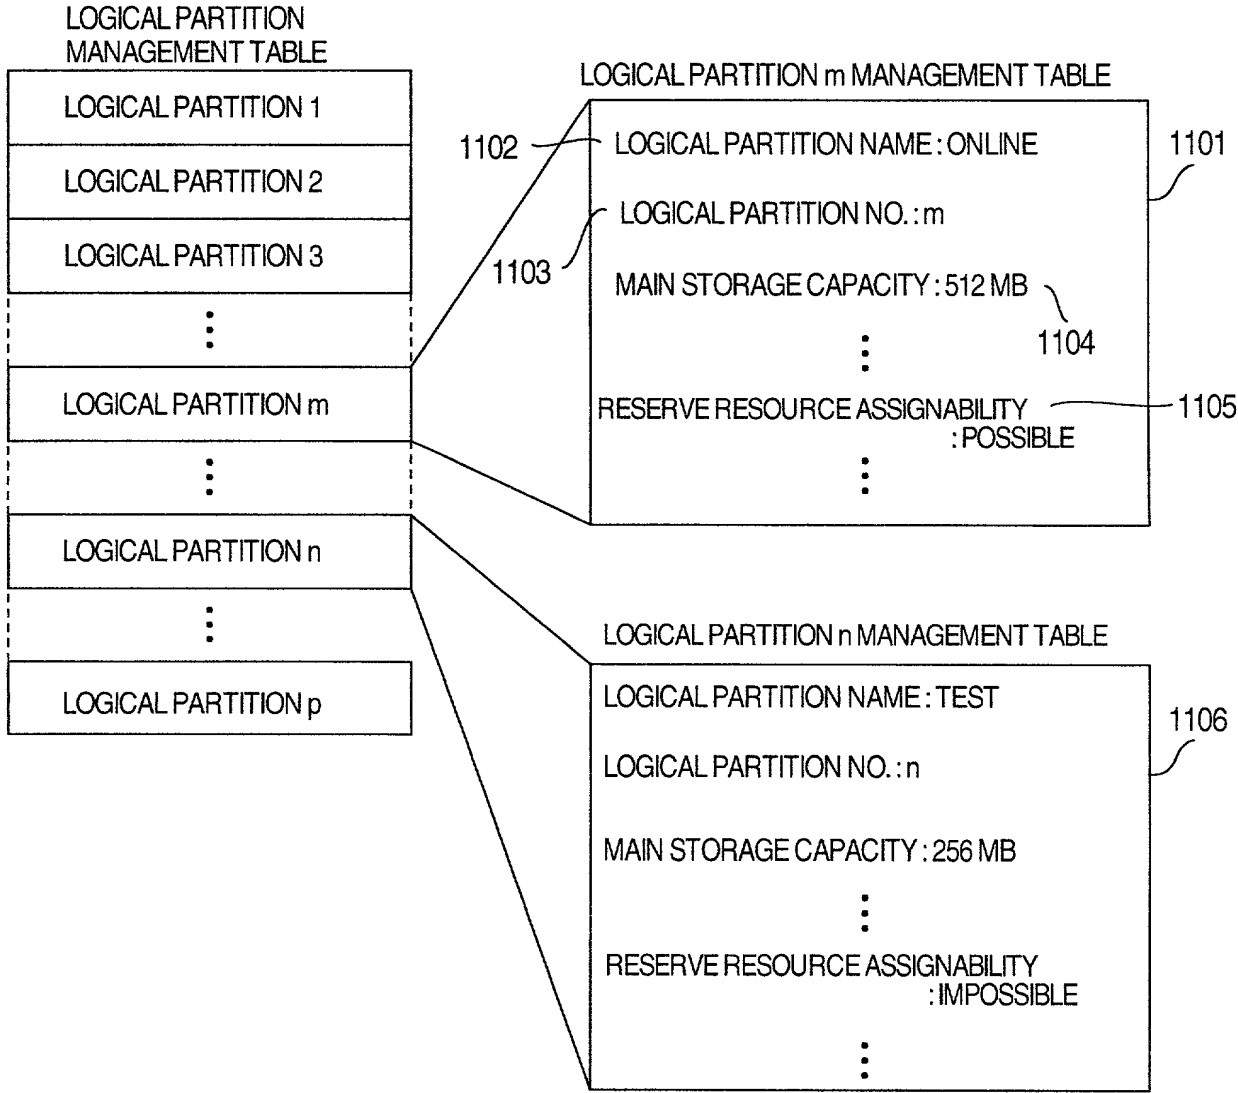 LOGICAL PARTITION
MANAGEMENT TABLE
LOGICAL PARTITION 1
LOGICAL PARTITION 2
LOGICAL PARTITION 3
LOGICAL PARTITION m
LOGICAL PARTITION n
LOGICAL PARTITION p
LOGICAL PARTITION m MANAGEMENT TABLE
1101
1102
LOGICAL PARTITION NAME : ONLINE
LOGICAL PARTITION NO. : m
1103
MAIN STORAGE CAPACITY : 512 MB
1104
RESERVE RESOURCE ASSIGNABILITY
: POSSIBLE
1105
LOGICAL PARTITION n MANAGEMENT TABLE
LOGICAL PARTITION NAME : TEST
1106
LOGICAL PARTITION NO. : n
MAIN STORAGE CAPACITY : 256 MB
RESERVE RESOURCE ASSIGNABILITY
: IMPOSSIBLE